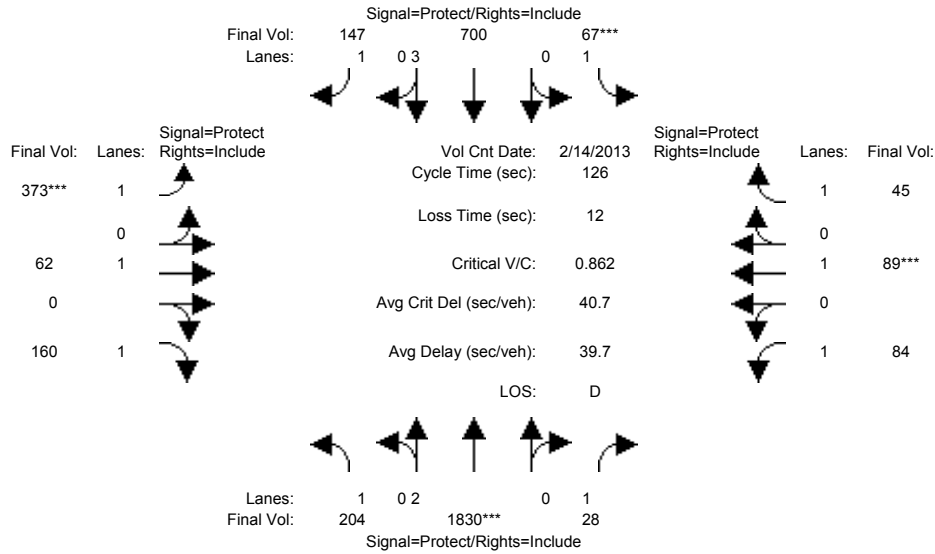 Signal=Protect/Rights=Include
Final Vol: 147 700 67***
Lanes: 1 0 3 0 1
Signal=Protect Signal=Protect
Final Vol: Lanes: Rights=Include Vol Cnt Date: 2/14/2013 Rights=Include Lanes: Final Vol:
Cycle Time (sec): 126
373*** 1 1 45
Loss Time (sec): 12
0 0
62 1 Critical V/C: 0.862 1 89***
0 0 Avg Crit Del (sec/veh): 40.7 0
160 1 Avg Delay (sec/veh): 39.7 1 84
LOS: D
Lanes: 1 0 2 0 1
Final Vol: 204 1830*** 28
Signal=Protect/Rights=Include